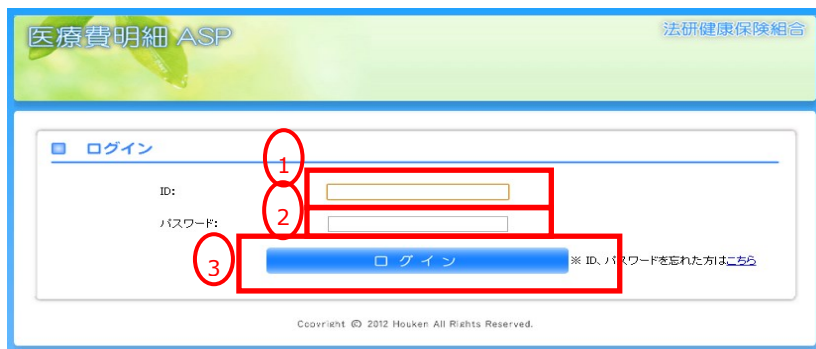 医療費明細 ASP
法研健康保険組合
ログイン
1
ID:
2
パスワード:
3
ログイン
※ ID、パスワードを忘れた方はこちら
Copyright © 2012 Houken All Rights Reserved.